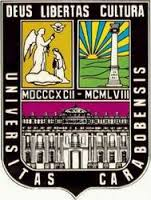 DEUS LIBERTAS CULTURA
MDCCCXCII - MCMLVIII
UNIVERSITAS CARABOBENSIS